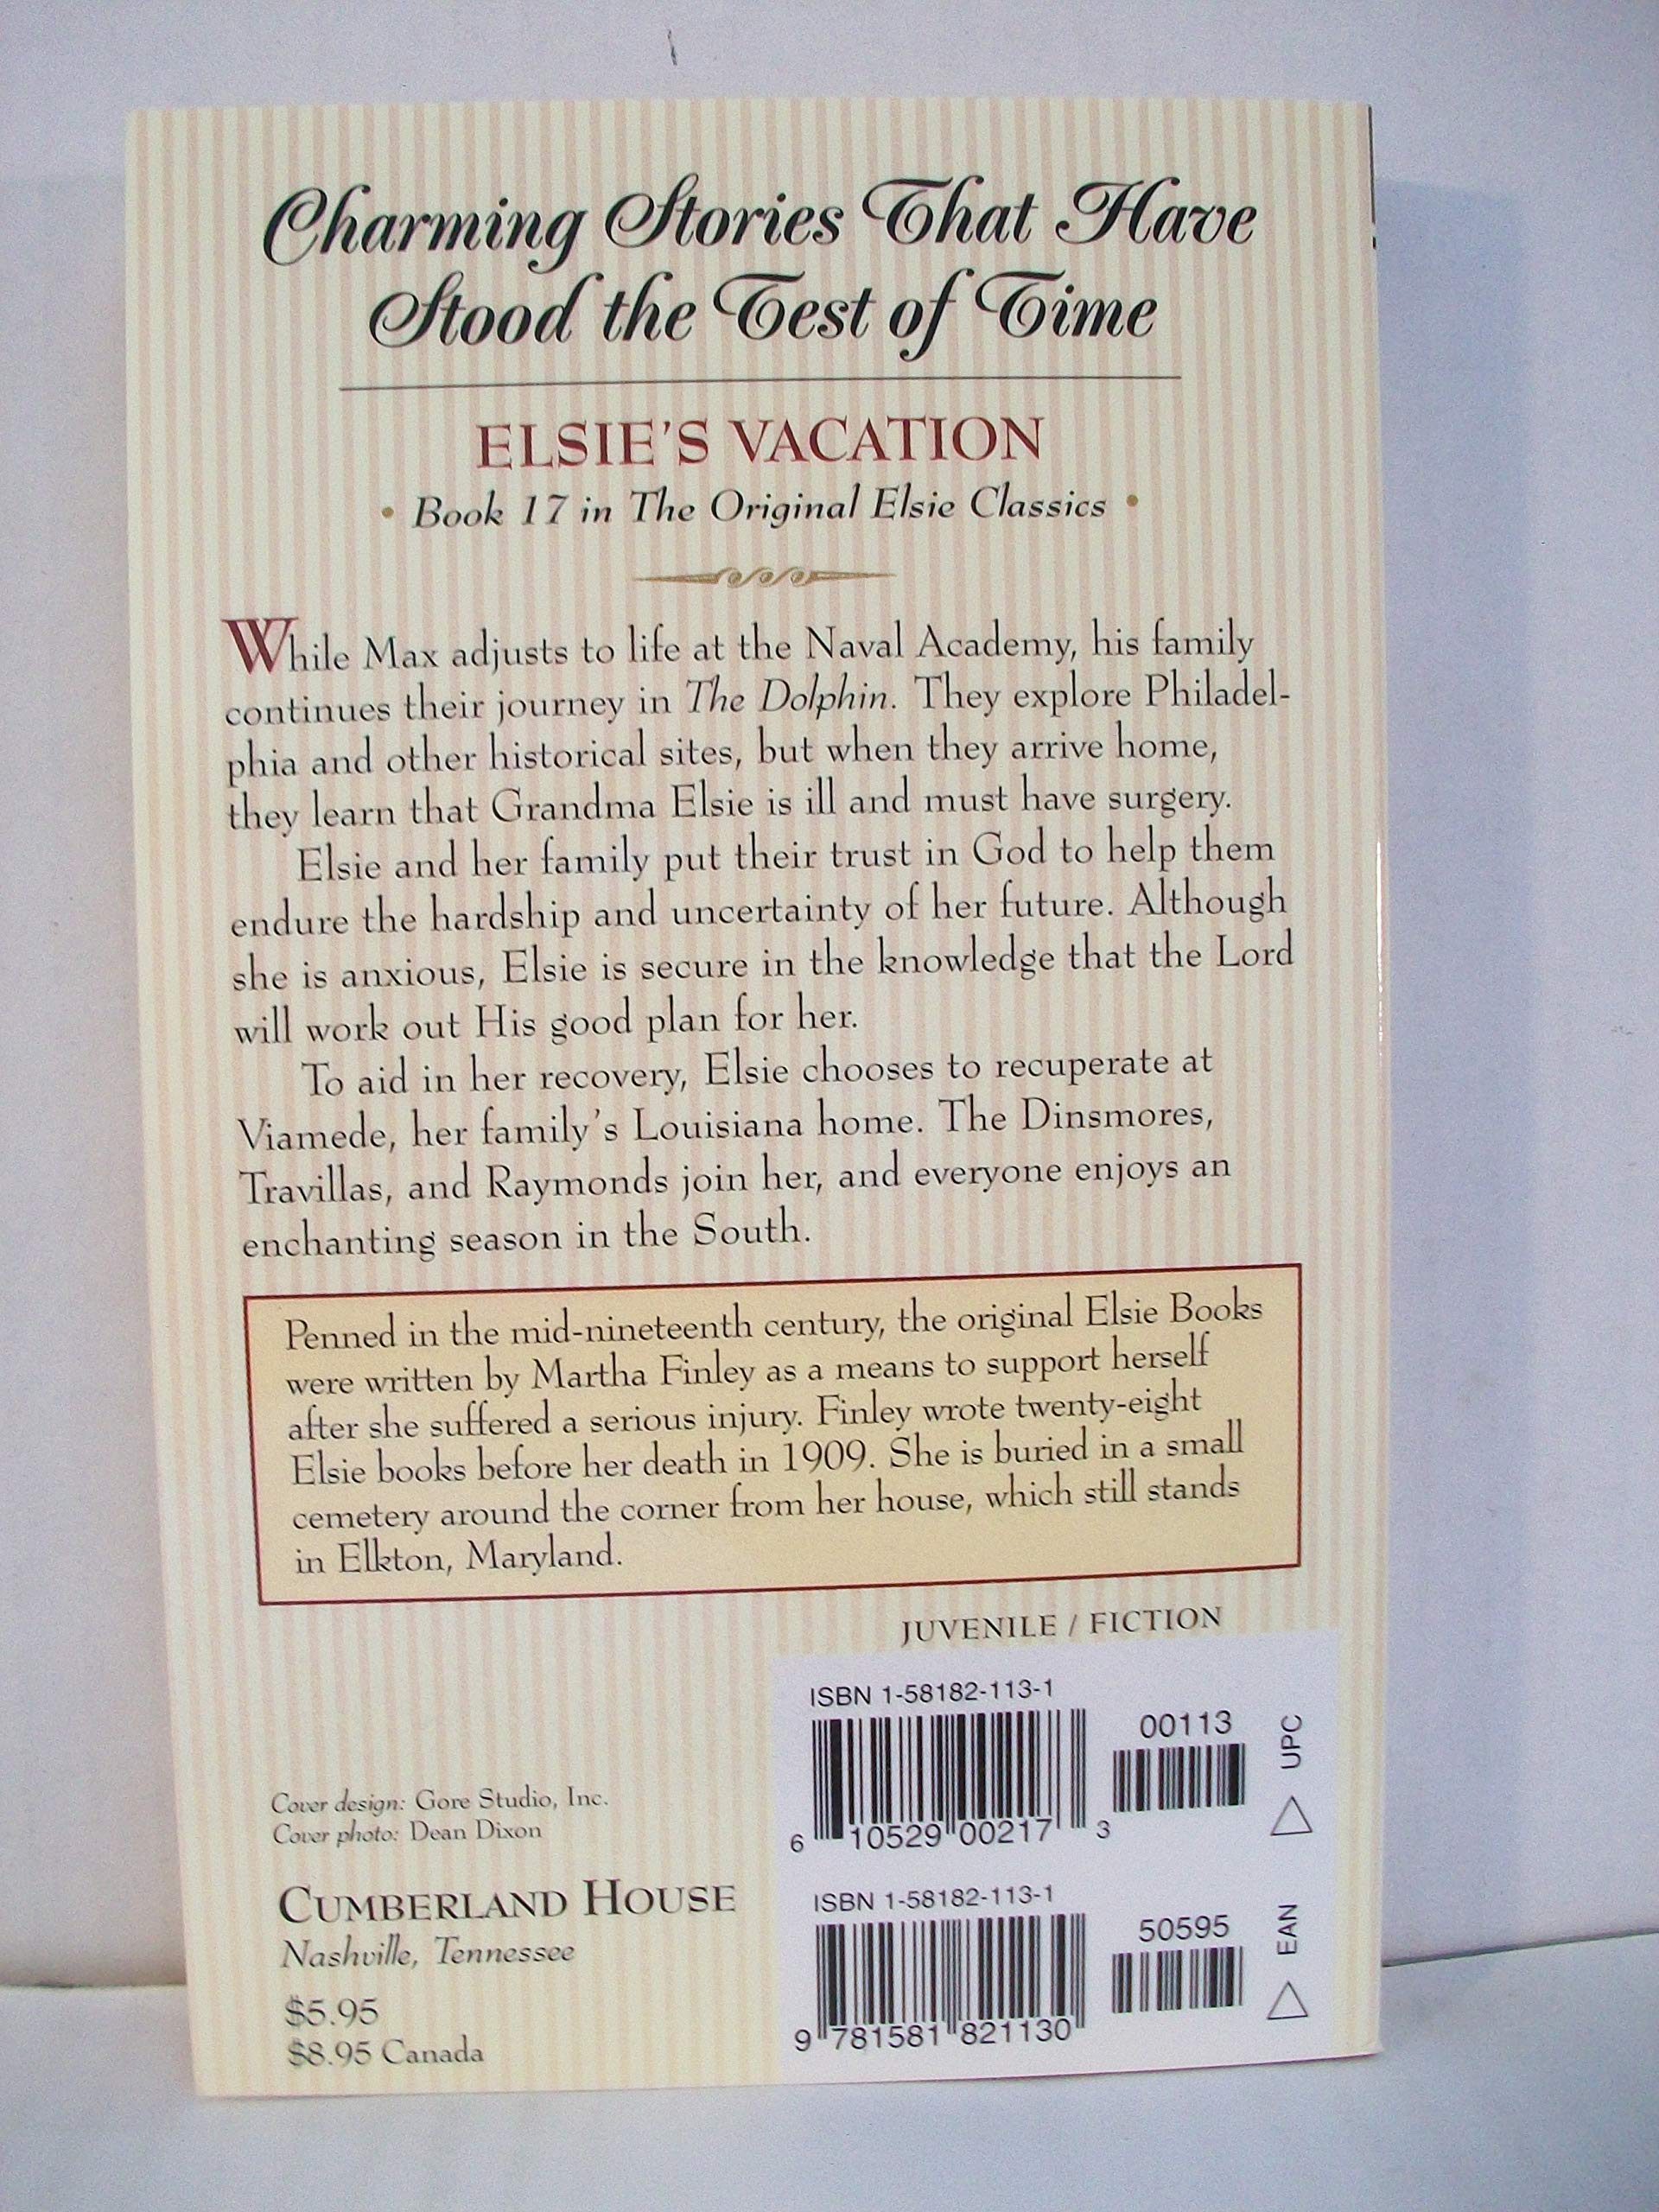 Charming Stories That Have
Stood the Test of Time
ELSIE'S VACATION
• Book 17 in The Original Elsie Classics •
While Max adjusts to life at the Naval Academy, his family
continues their journey in The Dolphin. They explore Philadel-
phia and other historical sites, but when they arrive home,
they learn that Grandma Elsie is ill and must have surgery.
Elsie and her family put their trust in God to help them
endure the hardship and uncertainty of her future. Although
she is anxious, Elsie is secure in the knowledge that the Lord
will work out His good plan for her.
To aid in her recovery, Elsie chooses to recuperate at
Viamede, her family's Louisiana home. The Dinsmores,
Travillas, and Raymonds join her, and everyone enjoys an
enchanting season in the South.
Penned in the mid-nineteenth century, the original Elsie Books
were written by Martha Finley as a means to support herself
after she suffered a serious injury. Finley wrote twenty-eight
Elsie books before her death in 1909. She is buried in a small
cemetery around the corner from her house, which still stands
in Elkton, Maryland.
JUVENILE / FICTION
ISBN 1-58182-113-1
00113
UPC
6 10529 00217 3
Cover design: Gore Studio, Inc.
Cover photo: Dean Dixon
CUMBERLAND HOUSE
Nashville, Tennessee
$5.95
$8.95 Canada
ISBN 1-58182-113-1
50595
EAN
9 781581 821130